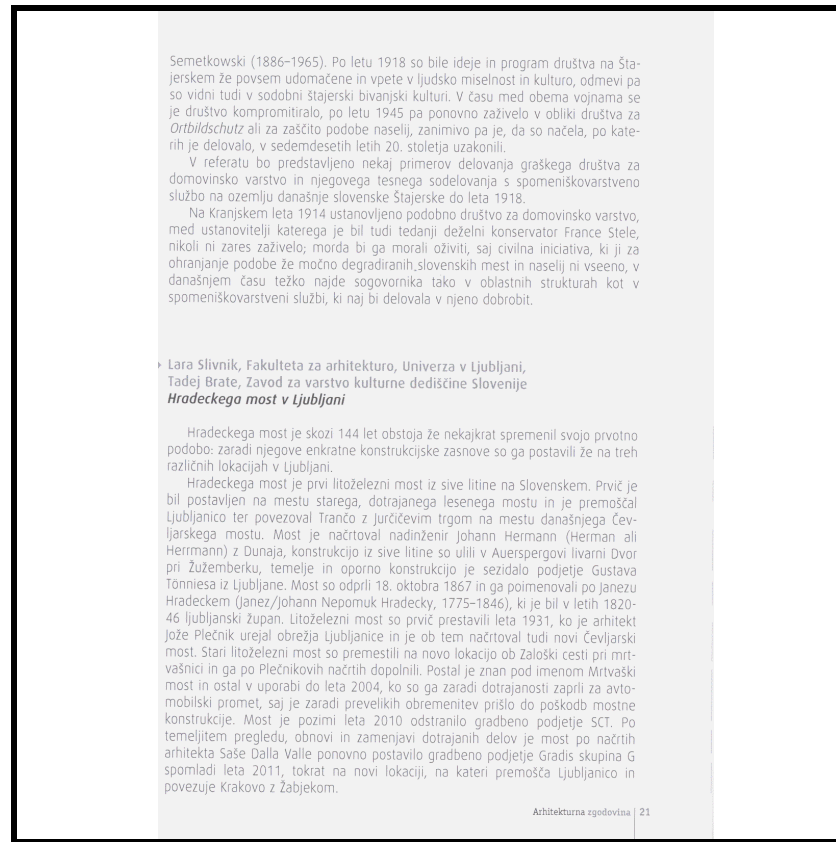 Semetkowski (1886–1965). Po letu 1918 so bile ideje in program društva na Šta-
jerskem že povsem udomačene in vpete v ljudsko miselnost in kulturo, odmevi pa
so vidni tudi v sodobni štajerski bivanjski kulturi. V času med obema vojnama se
je društvo kompromitiralo, po letu 1945 pa ponovno zaživelo v obliki društva za
Ortbildschutz ali za zaščito podobe naselij, zanimivo pa je, da so načela, po kate-
rih je delovalo, v sedemdesetih letih 20. stoletja uzakonili.
V referatu bo predstavljeno nekaj primerov delovanja graškega društva za
domovinsko varstvo in njegovega tesnega sodelovanja s spomeniškovarstveno
službo na ozemlju današnje slovenske Štajerske do leta 1918.
Na Kranjskem leta 1914 ustanovljeno podobno društvo za domovinsko varstvo,
med ustanovitelji katerega je bil tudi tedanji deželni konservator France Stele,
nikoli ni zares zaživelo; morda bi ga morali oživiti, saj civilna iniciativa, ki ji za
ohranjanje podobe že močno degradiranih slovenskih mest in naselij ni vseeno, v
današnjem času težko najde sogovornika tako v oblastnih strukturah kot v
spomeniškovarstveni službi, ki naj bi delovala v njeno dobrobit.
Lara Slivnik, Fakulteta za arhitekturo, Univerza v Ljubljani,
Tadej Brate, Zavod za varstvo kulturne dediščine Slovenije
Hradeckega most v Ljubljani
Hradeckega most je skozi 144 let obstoja že nekajkrat spremenil svojo prvotno
podobo: zaradi njegove enkratne konstrukcijske zasnove so ga postavili že na treh
različnih lokacijah v Ljubljani.
Hradeckega most je prvi litoželezni most iz sive litine na Slovenskem. Prvič je
bil postavljen na mestu starega, dotrajanega lesenega mostu in je premoščal
Ljubljanico ter povezoval Trančo z Jurčičevim trgom na mestu današnjega Čev-
ljarskega mostu. Most je načrtoval nadinženir Johann Hermann (Herman ali
Herrmann) z Dunaja, konstrukcijo iz sive litine so ulili v Auerspergovi livarni Dvor
pri Žužemberku, temelje in oporno konstrukcijo je sezidalo podjetje Gustava
Tönniesa iz Ljubljane. Most so odprli 18. oktobra 1867 in ga poimenovali po Janezu
Hradeckem (Janez/Johann Nepomuk Hradecky, 1775–1846), ki je bil v letih 1820-
46 ljubljanski župan. Litoželezni most so prvič prestavili leta 1931, ko je arhitekt
Jože Plečnik urejal obrežja Ljubljanice in je ob tem načrtoval tudi novi Čevljarski
most. Stari litoželezni most so premestili na novo lokacijo ob Zaloški cesti pri mrt-
vašnici in ga po Plečnikovih načrtih dopolnili. Postal je znan pod imenom Mrtvaški
most in ostal v uporabi do leta 2004, ko so ga zaradi dotrajanosti zaprli za avto-
mobilski promet, saj je zaradi prevelikih obremenitev prišlo do poškodb mostne
konstrukcije. Most je pozimi leta 2010 odstranilo gradbeno podjetje SCT. Po
temeljitem pregledu, obnovi in zamenjavi dotrajanih delov je most po načrtih
arhitekta Saše Dalla Valle ponovno postavilo gradbeno podjetje Gradis skupina G
spomladi leta 2011, tokrat na novi lokaciji, na kateri premošča Ljubljanico in
povezuje Krakovo z Žabjekom.
Arhitekturna zgodovina | 21